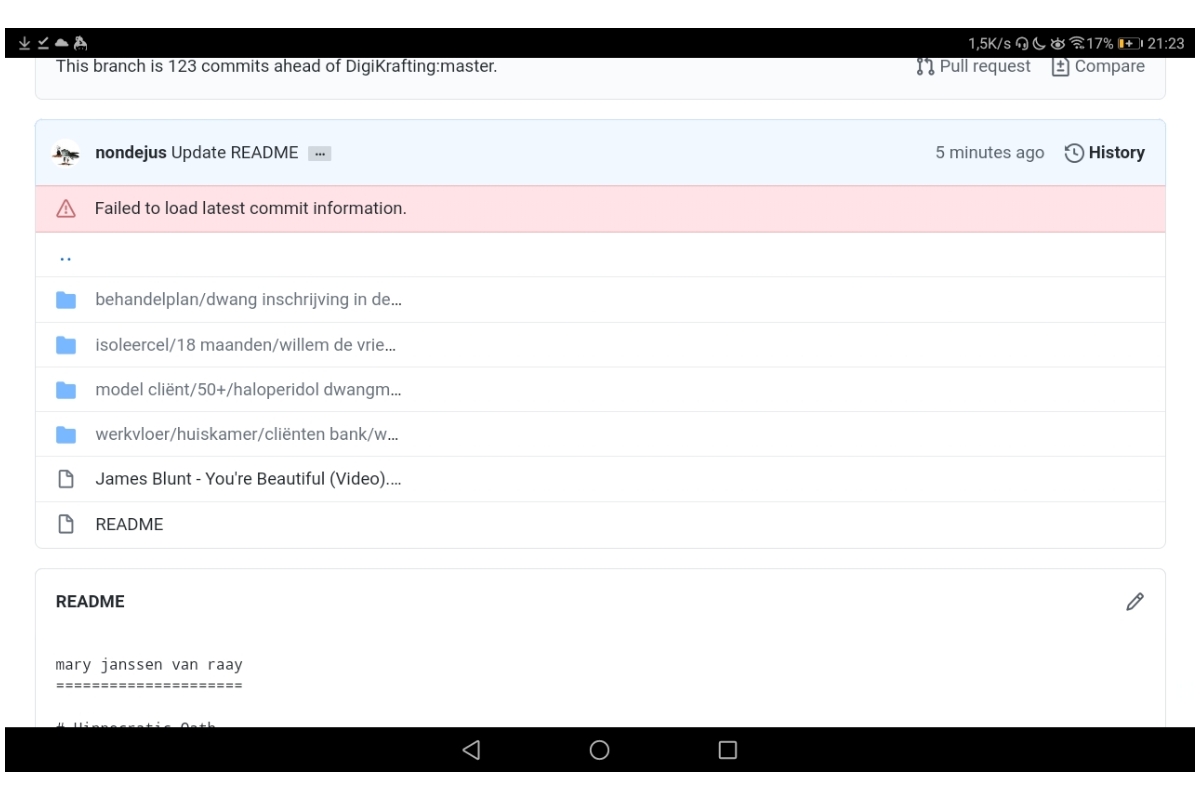 1,5K/s 17% 21:23
This branch is 123 commits ahead of DigiKrafting:master. Pull request Compare
nondejus Update README ... 5 minutes ago History
Failed to load latest commit information.
..
behandelplan/dwang inschrijving in de...
isoleercel/18 maanden/willem de vrie...
model cliënt/50+/haloperidol dwangm...
werkvloer/huiskamer/cliënten bank/w...
James Blunt - You're Beautiful (Video)....
README
README
mary janssen van raay
=====================
# Hippocratic Oath